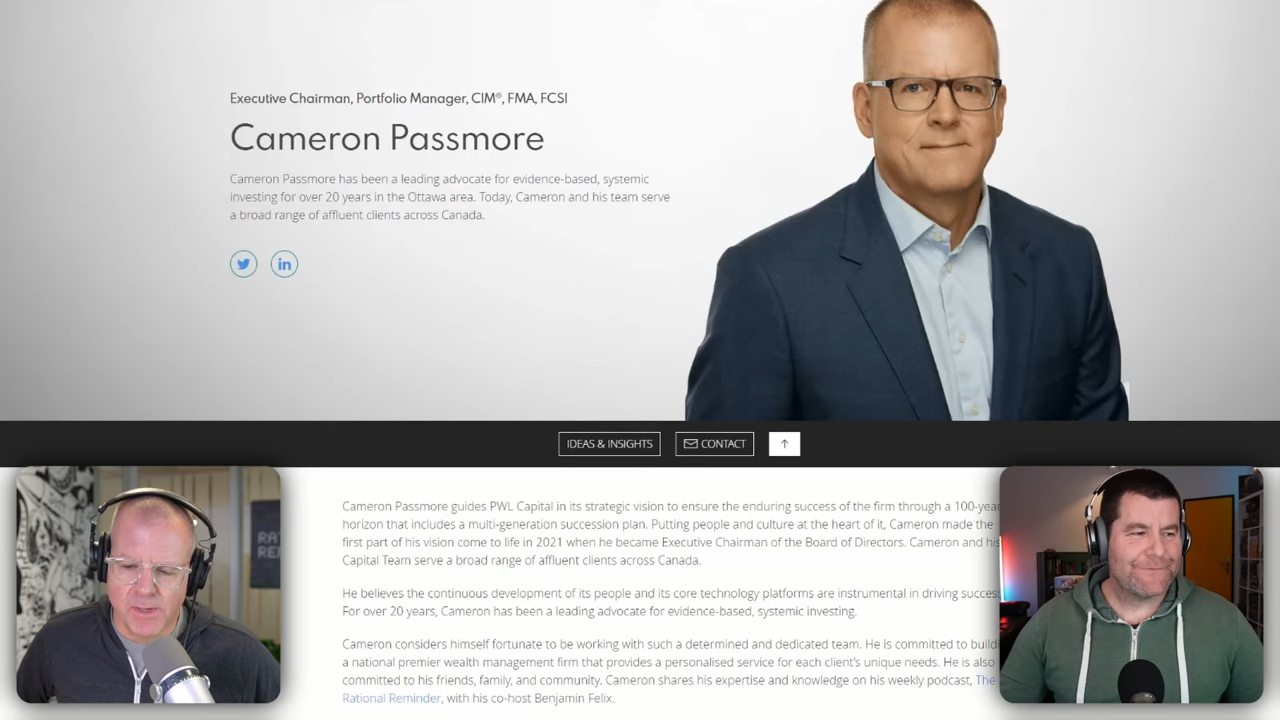 Executive Chairman, Portfolio Manager, CIM®, FMA, FCSI
Cameron Passmore
Cameron Passmore has been a leading advocate for evidence-based, systemic
investing for over 20 years in the Ottawa area. Today, Cameron and his team serve
a broad range of affluent clients across Canada.
in
IDEAS & INSIGHTS
CONTACT
Cameron Passmore guides PWL Capital in its strategic vision to ensure the enduring success of the firm through a 100-year
horizon that includes a multi-generation succession plan. Putting people and culture at the heart of it, Cameron made the
first part of his vision come to life in 2021 when he became Executive Chairman of the Board of Directors. Cameron and his
Capital Team serve a broad range of affluent clients across Canada.
He believes the continuous development of its people and its core technology platforms are instrumental in driving success.
For over 20 years, Cameron has been a leading advocate for evidence-based, systemic investing.
Cameron considers himself fortunate to be working with such a determined and dedicated team. He is committed to buildi
a national premier wealth management firm that provides a personalised service for each client's unique needs. He is also
committed to his friends, family, and community. Cameron shares his expertise and knowledge on his weekly podcast, The
Rational Reminder, with his co-host Benjamin Felix.
RAT
REM